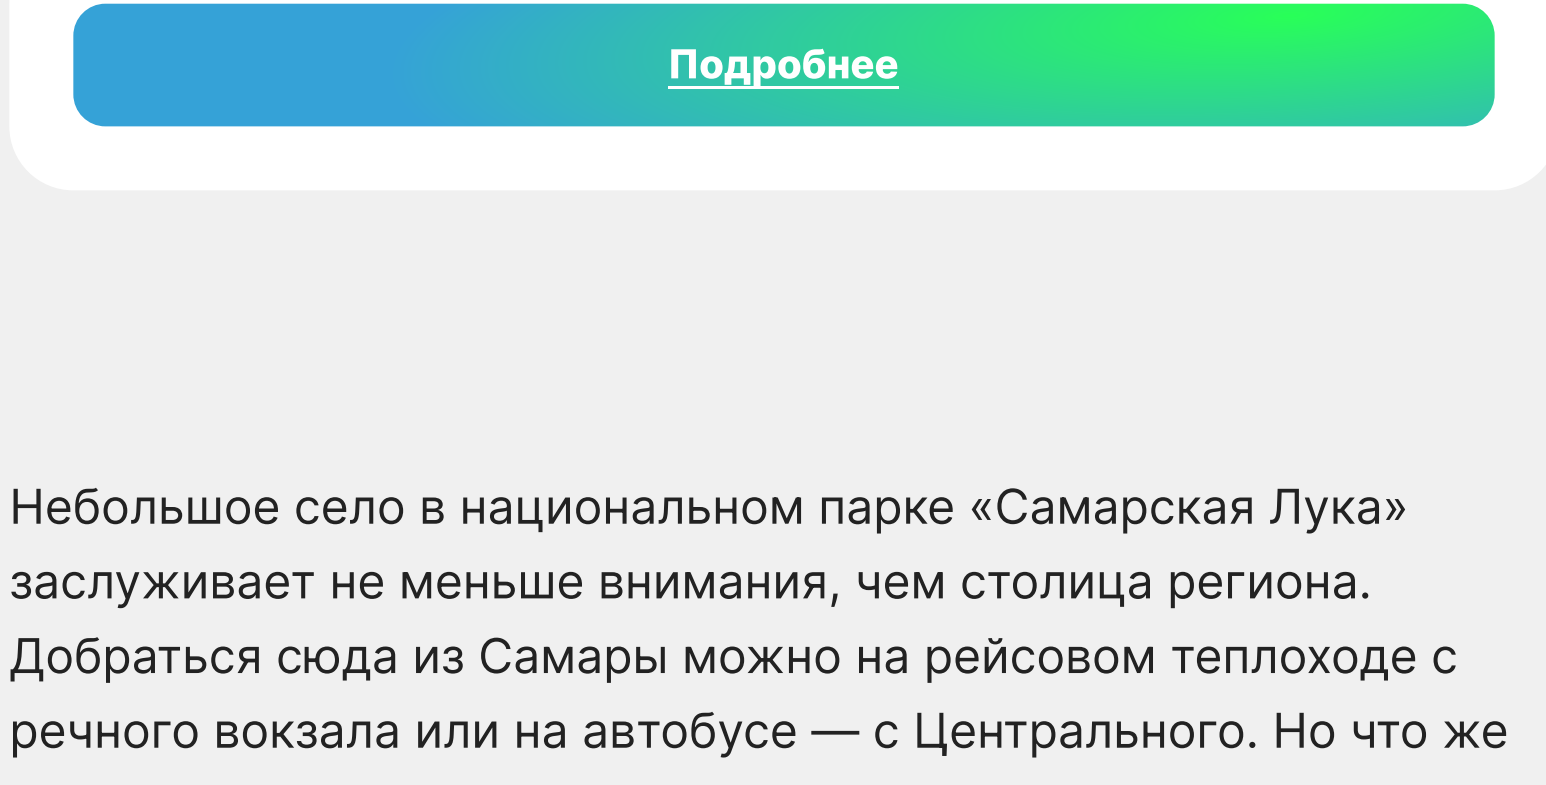 Подробнее
Небольшое село в национальном парке «Самарская Лука»
заслуживает не меньше внимания, чем столица региона.
Добраться сюда из Самары можно на рейсовом теплоходе с
речного вокзала или на автобусе — с Центрального. Но что же